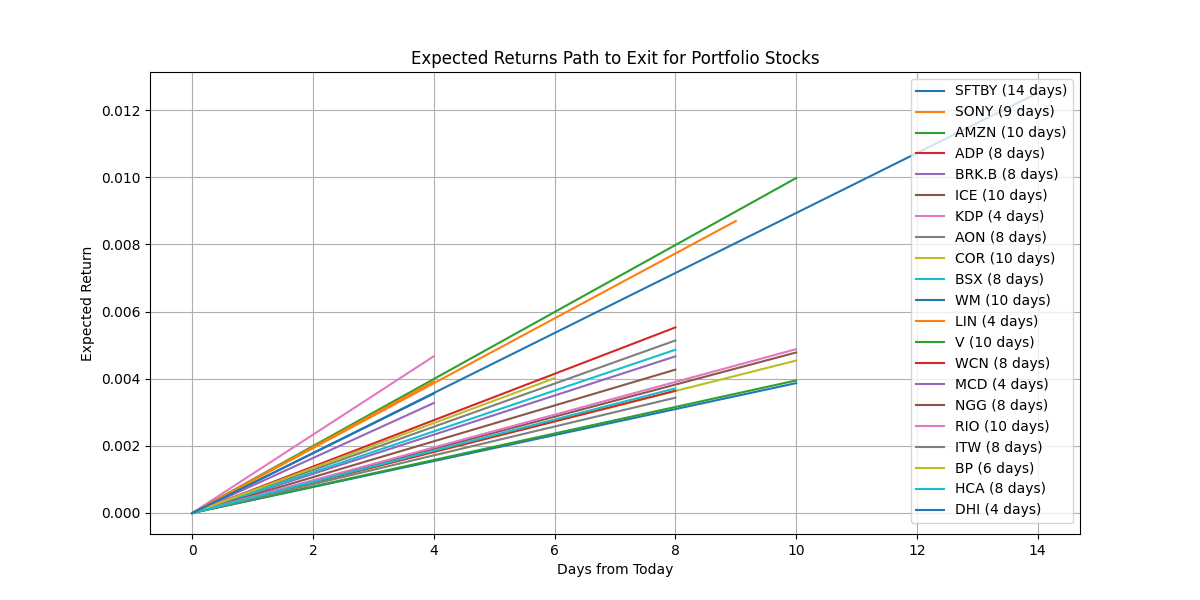 Expected Returns Path to Exit for Portfolio Stocks
Expected Return
0.012
0.010
0.008
0.006
0.004
0.002
0.000
SFTBY (14 days)
SONY (9 days)
AMZN (10 days)
ADP (8 days)
BRK.B (8 days)
ICE (10 days)
KDP (4 days)
AON (8 days)
COR (10 days)
BSX (8 days)
WM (10 days)
LIN (4 days)
V (10 days)
WCN (8 days)
MCD (4 days)
NGG (8 days)
RIO (10 days)
ITW (8 days)
BP (6 days)
HCA (8 days)
DHI (4 days)
0 2 4 6 8 10 12 14
Days from Today